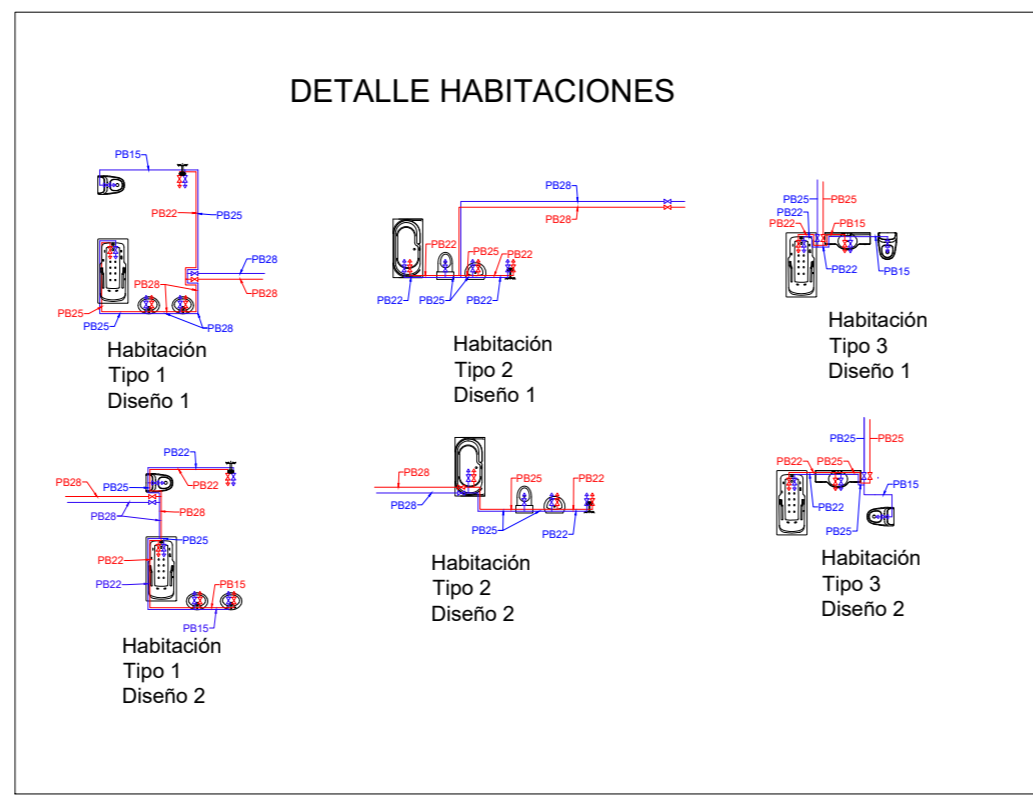 DETALLE HABITACIONES
PB15
PB22
PB25
PB28
PB28
PB28
PB25
PB25
PB28
Habitación
Tipo 1
Diseño 1
PB28
PB28
PB22
PB25
PB22
PB22
PB25
PB22
Habitación
Tipo 2
Diseño 1
PB25
PB25
PB22
PB22
PB15
PB22
PB15
Habitación
Tipo 3
Diseño 1
PB22
PB28
PB25
PB22
PB28
PB28
PB25
PB22
PB22
PB15
PB15
Habitación
Tipo 1
Diseño 2
PB28
PB28
PB25
PB22
PB25
PB22
Habitación
Tipo 2
Diseño 2
PB25
PB25
PB22
PB25
PB15
PB22
PB25
Habitación
Tipo 3
Diseño 2